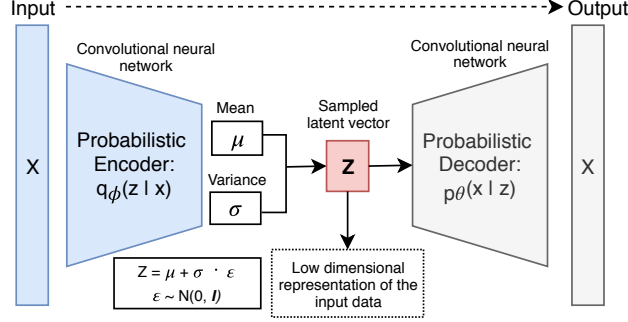 Input
Output
Convolutional neural
network
Convolutional neural
network
X
Probabilistic
Encoder:
qϕ(z | x)
Mean
μ
Variance
σ
Sampled
latent vector
Z
Probabilistic
Decoder:
pθ(x | z)
X
Z = μ + σ · ε
ε ~ N(0, I)
Low dimensional
representation of the
input data